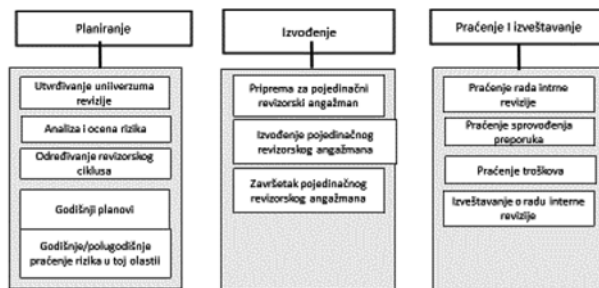 Planiranje
Utvrđivanje uniiverzuma
revizije
Analiza i ocena rizika
Određivanje revizorskog
ciklusa
Godišnji planovi
Godišnje/polugodišnje
praćenje rizika u toj olastii
Izvođenje
Priprema za pojedinačni
revizorski angažman
Izvođenje pojedinačnog
revizorskog angažmana
Završetak pojedinačnog
revizorskog angažmana
Praćenje I izveštavanje
Praćenje rada intrne
revizije
Praćenje sprovođenja
preporuka
Praćenje troškova
Izveštavanje o radu interne
revizije